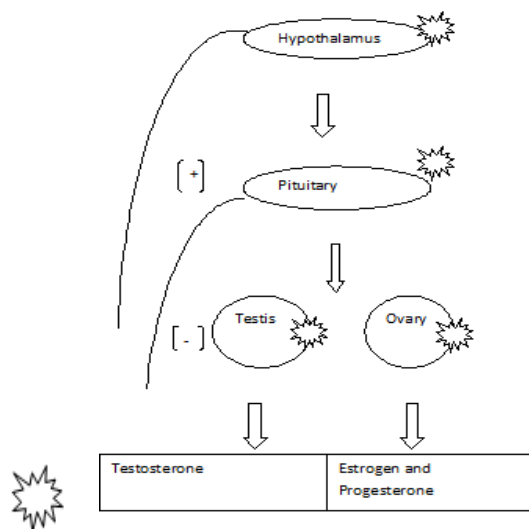 Hypothalamus
[ + ]
Pituitary
Testis
Ovary
[ - ]
Testosterone
Estrogen and
Progesterone